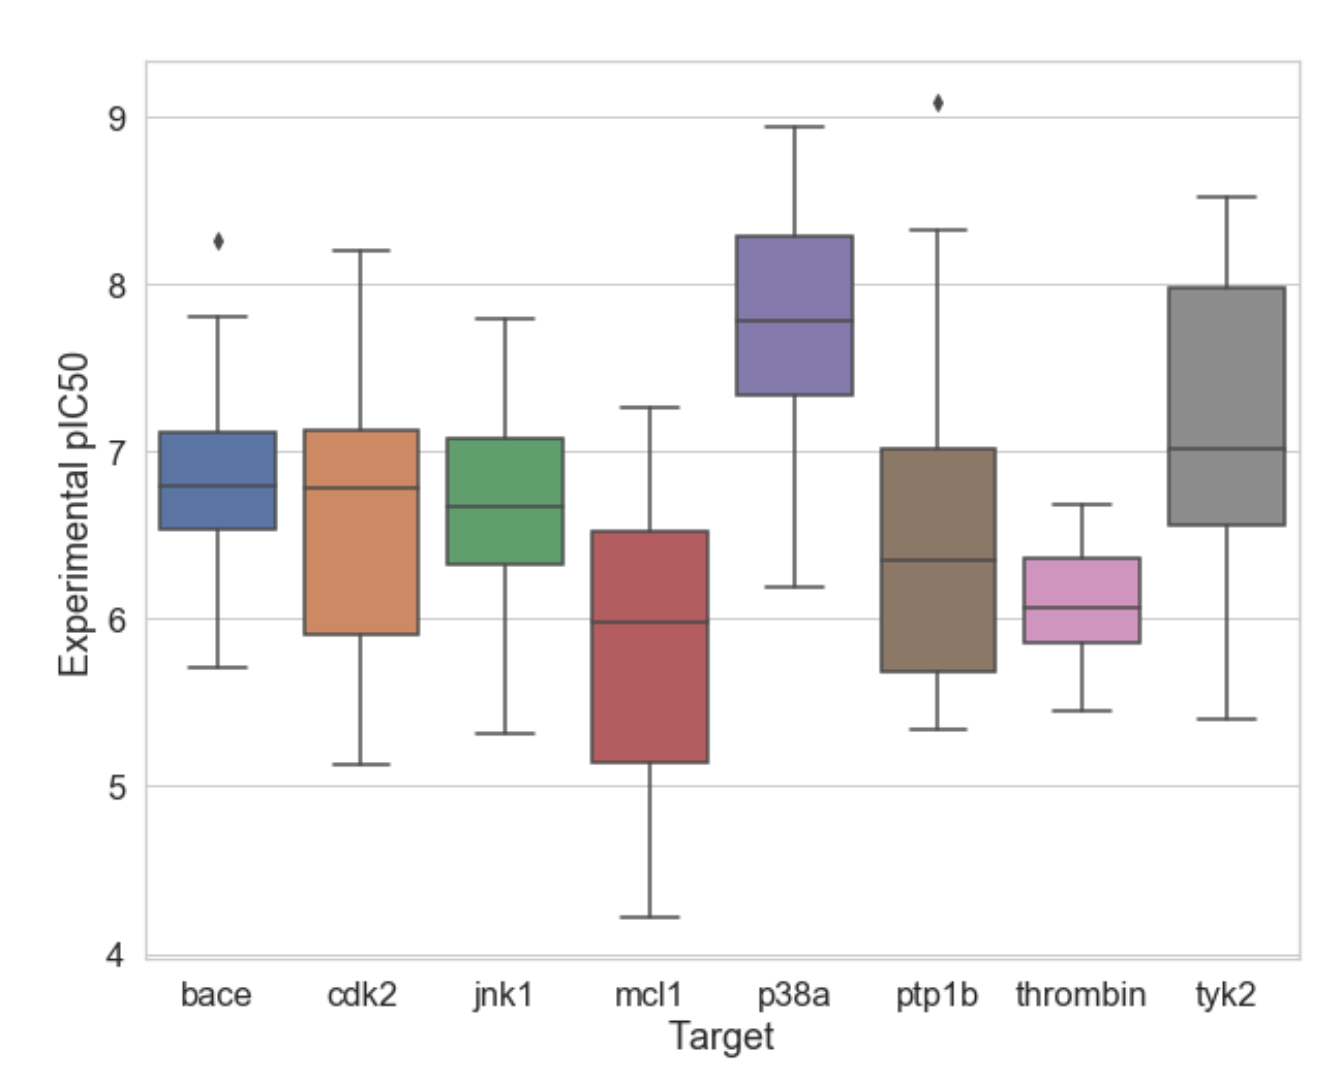 Experimental pIC50
9
8
7
6
5
4
bace cdk2 jnk1 mcl1 p38a ptp1b thrombin tyk2
Target